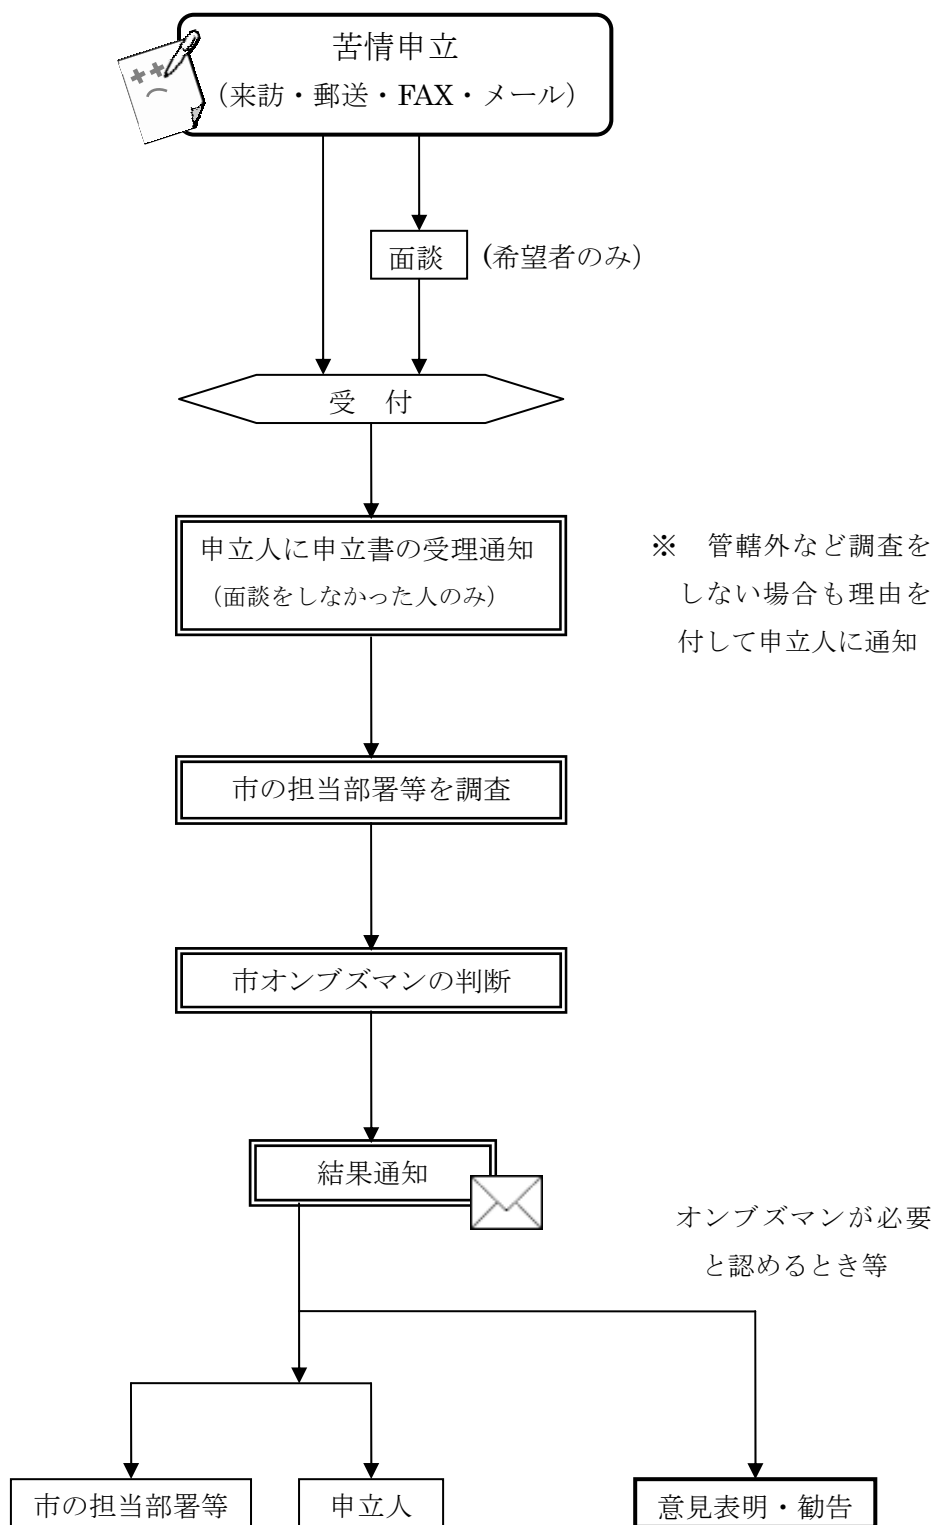 苦情申立
（来訪・郵送・FAX・メール）
面談 (希望者のみ）
受　付
申立人に申立書の受理通知
（面談をしなかった人のみ）
※　管轄外など調査を
しない場合も理由を
付して申立人に通知
市の担当部署等を調査
市オンブズマンの判断
結果通知
オンブズマンが必要
と認めるとき等
市の担当部署等
申立人
意見表明・勧告